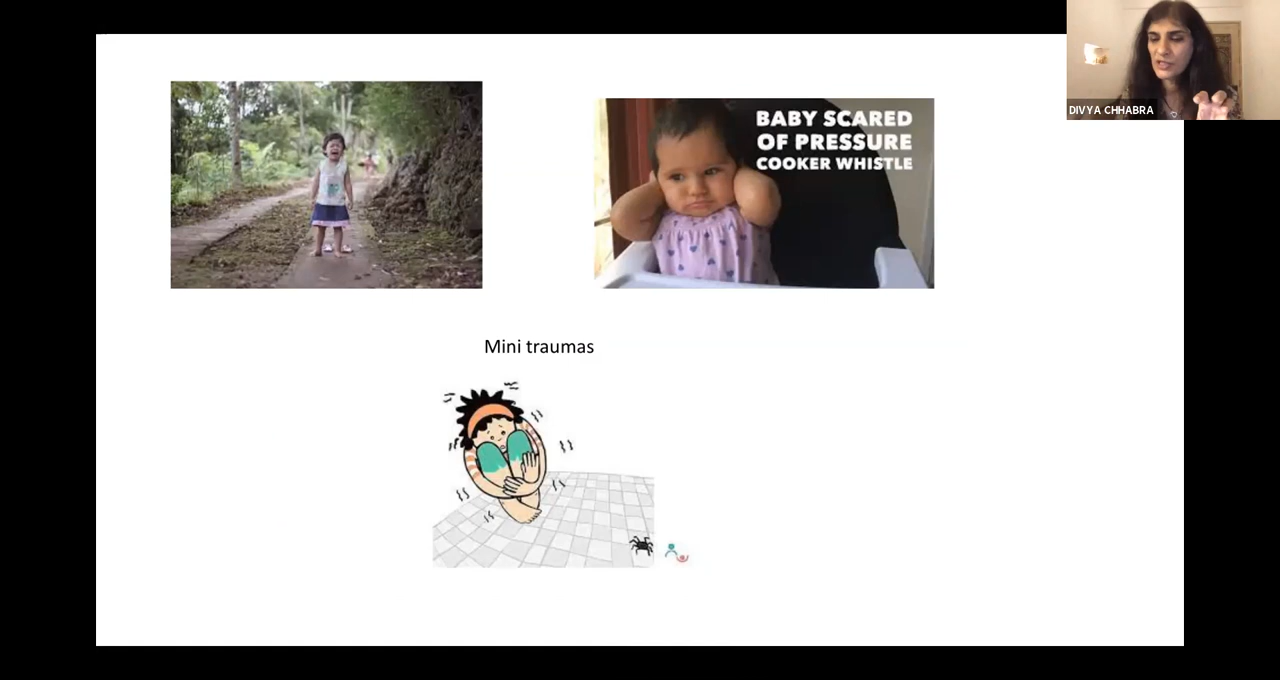 DIVYA CHHABRA
BABY SCARED
OF PRESSURE
COOKER WHISTLE
Mini traumas